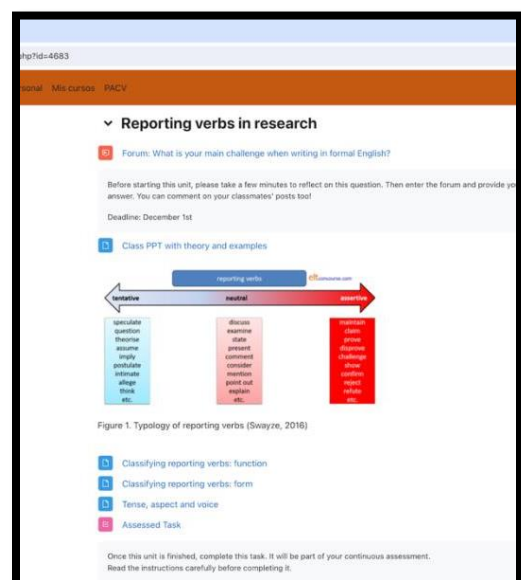 php?id=4683
rsonal Mis cursos PACV
Reporting verbs in research
Forum: What is your main challenge when writing in formal English?
Before starting this unit, please take a few minutes to reflect on this question. Then enter the forum and provide yo
answer. You can comment on your classmates' posts too!
Deadline: December 1st
Class PPT with theory and examples
reporting verbs
eltconcourse.com
tentative neutral assertive
speculate discuss maintain
question examine claim
theorise state prove
assume present disprove
imply comment challenge
postulate consider show
intimate mention confirm
allege point out reject
think explain refute
etc. etc. etc.
Figure 1. Typology of reporting verbs (Swayze, 2016)
Classifying reporting verbs: function
Classifying reporting verbs: form
Tense, aspect and voice
Assessed Task
Once this unit is finished, complete this task. It will be part of your continuous assessment.
Read the instructions carefully before completing it.